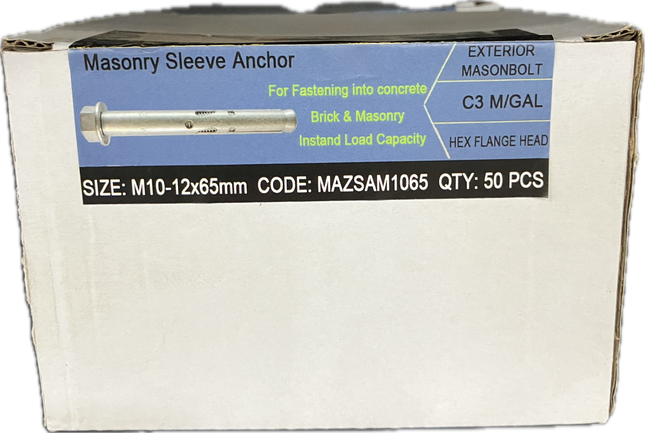 Masonry Sleeve Anchor
For Fastening into concrete
Brick & Masonry
Instand Load Capacity
EXTERIOR
MASONBOLT
C3 M/GAL
HEX FLANGE HEAD
SIZE: M10-12x65mm CODE: MAZSAM1065 QTY: 50 PCS